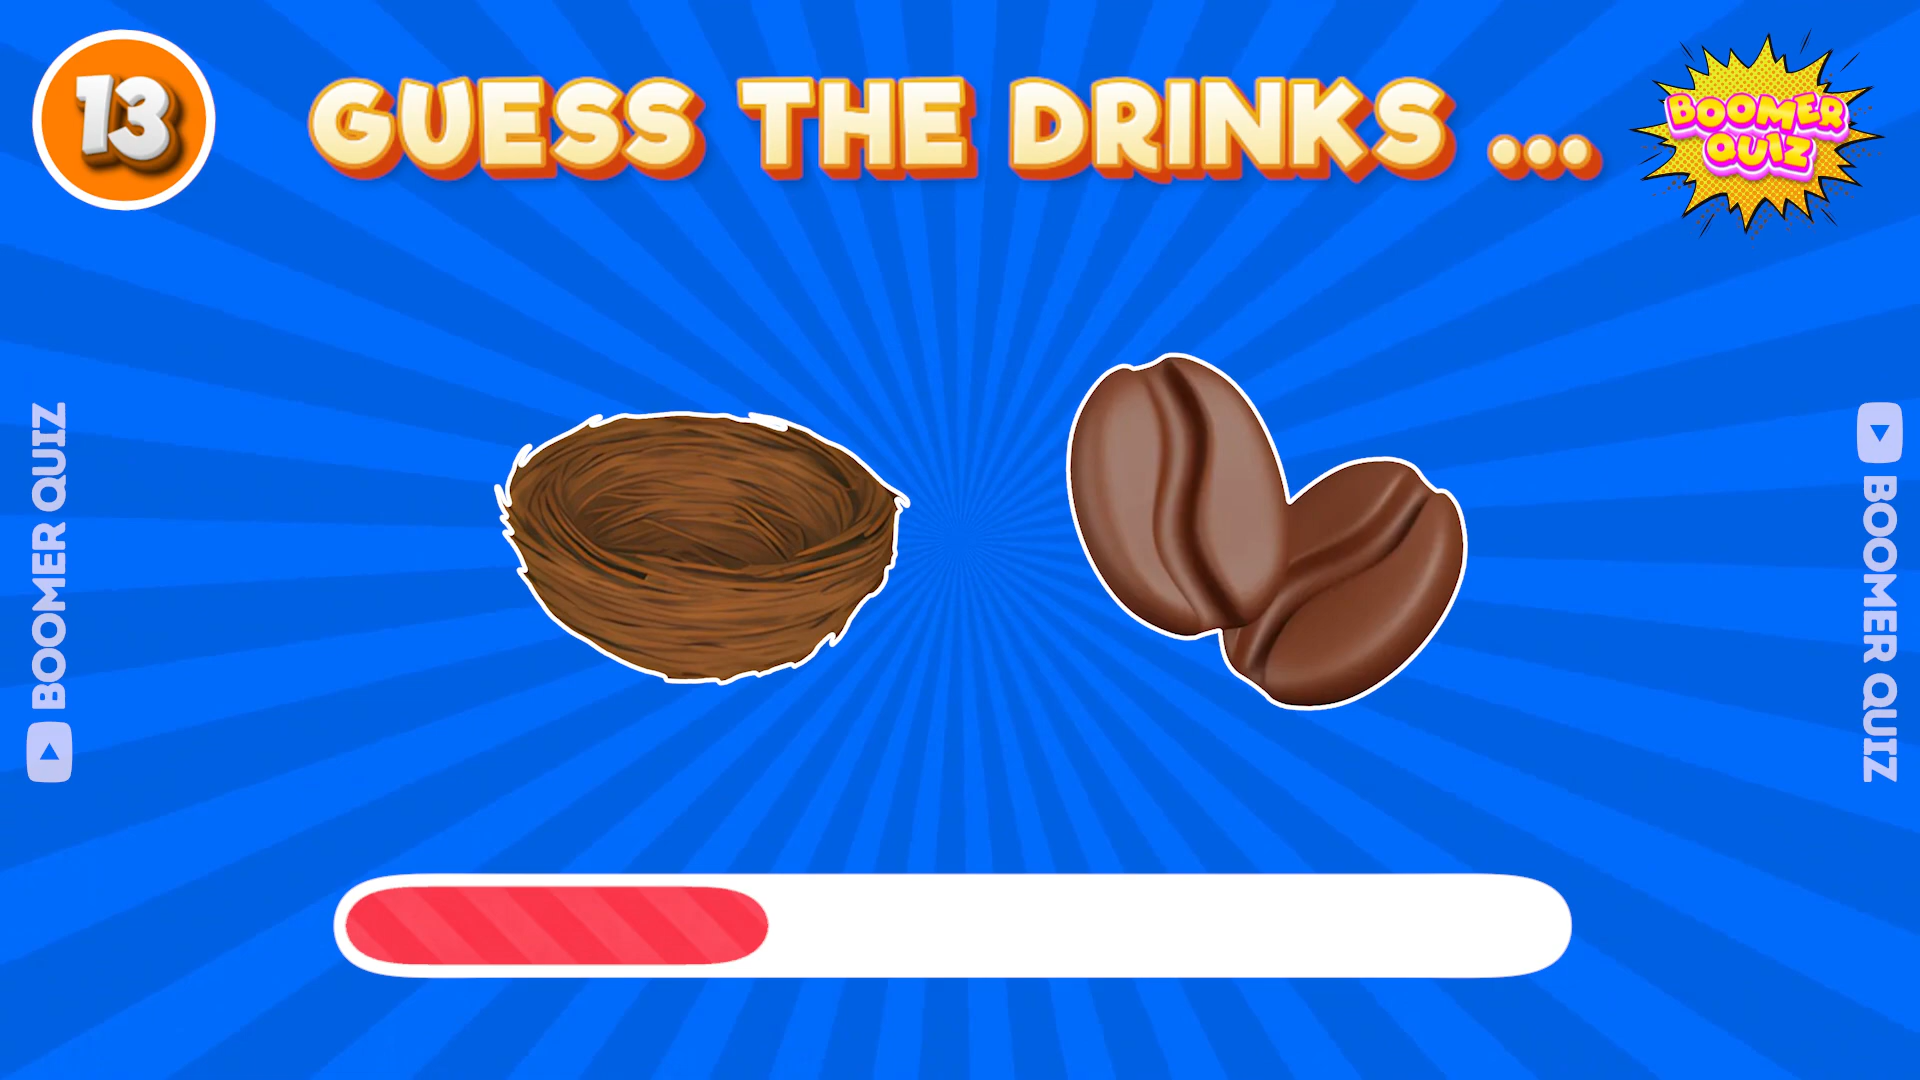 13
GUESS THE DRINKS ...
BOOMER
QUIZ
BOOMER QUIZ
BOOMER QUIZ